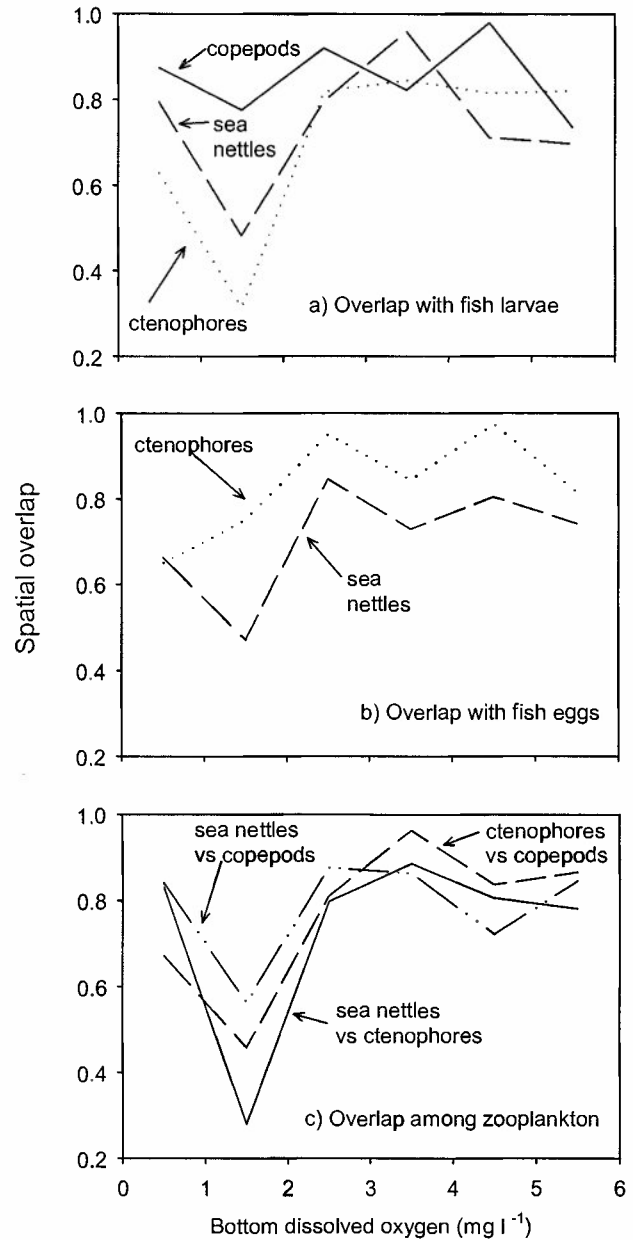 1.0
copepods
0.8
sea
nettles
0.6
0.4
a) Overlap with fish larvae
ctenophores
0.2
1.0
ctenophores
0.8
0.6
sea
nettles
0.4
b) Overlap with fish eggs
0.2
Spatial overlap
1.0
sea nettles
vs copepods
ctenophores
vs copepods
0.8
0.6
sea nettles
vs ctenophores
0.4
c) Overlap among zooplankton
0.2
0 1 2 3 4 5 6
Bottom dissolved oxygen (mg l⁻¹)